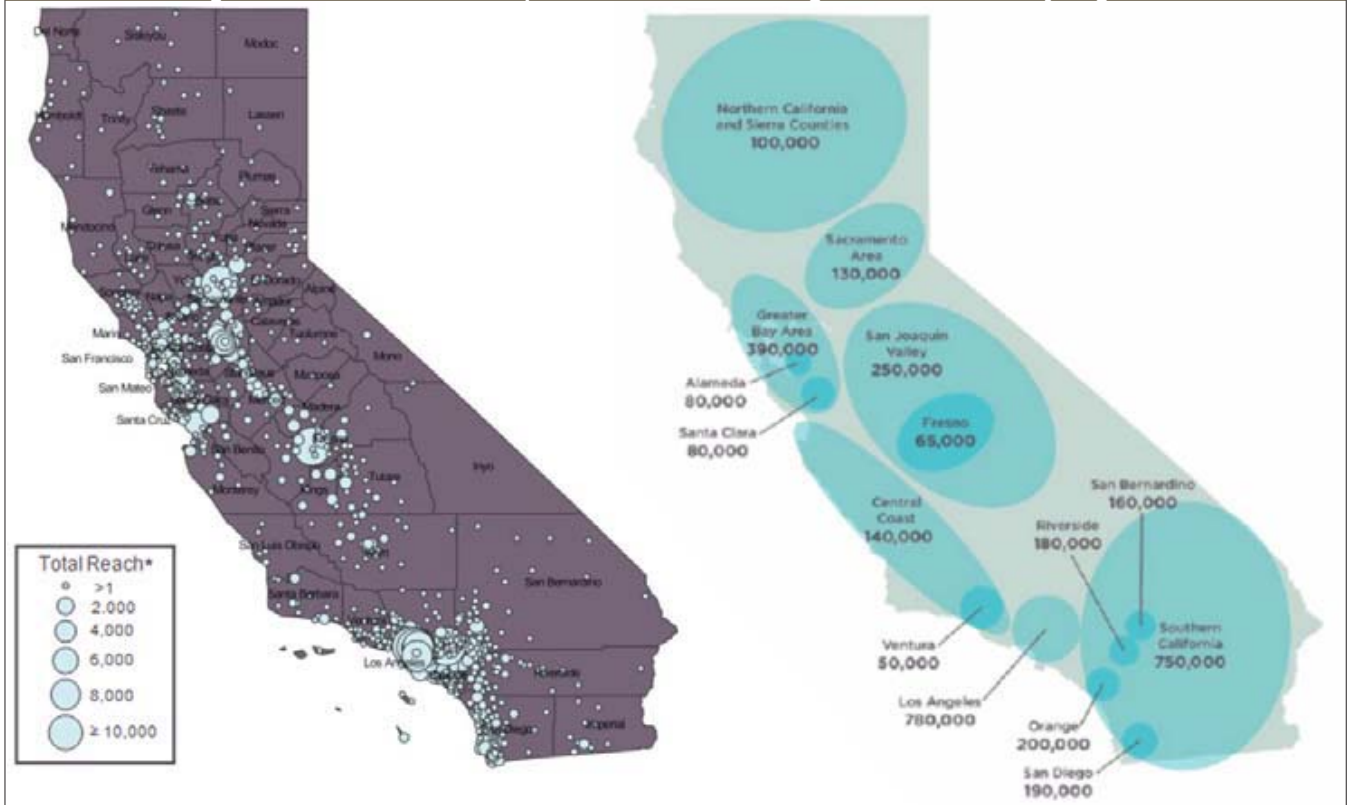 Del Norte
Siskiyou
Modoc
Humboldt
Trinity
Shasta
Lassen
Tehama
Plumas
Mendocino
Glenn
Butte
Sierra
Nevada
Colusa
Placer
Lake
El Dorado
Sonoma
Napa
Amador
Alpine
Calaveras
Tuolumne
Marin
San Francisco
Mono
San Mateo
Stanislaus
Mariposa
Santa Cruz
Madera
San Benito
Fresno
Monterey
Kings
Tulare
Inyo
San Luis Obispo
Kern
San Bernardino
Santa Barbara
Ventura
Los Angeles
Riverside
San Diego
Imperial
Total Reach*
>1
2,000
4,000
6,000
8,000
≥ 10,000
Northern California
and Sierra Counties
100,000
Sacramento
Area
130,000
Greater
Bay Area
390,000
San Joaquin
Valley
250,000
Alameda
80,000
Santa Clara
80,000
Fresno
65,000
Central
Coast
140,000
San Bernardino
160,000
Riverside
180,000
Southern
California
750,000
Ventura
50,000
Los Angeles
780,000
Orange
200,000
San Diego
190,000